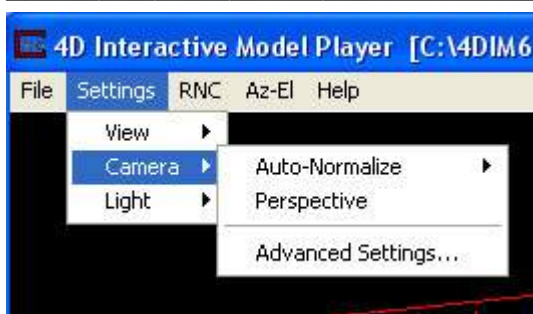 4D Interactive Model Player [C:\4DIM6
File Settings RNC Az-El Help
View
Camera Auto-Normalize
Light Perspective
Advanced Settings...